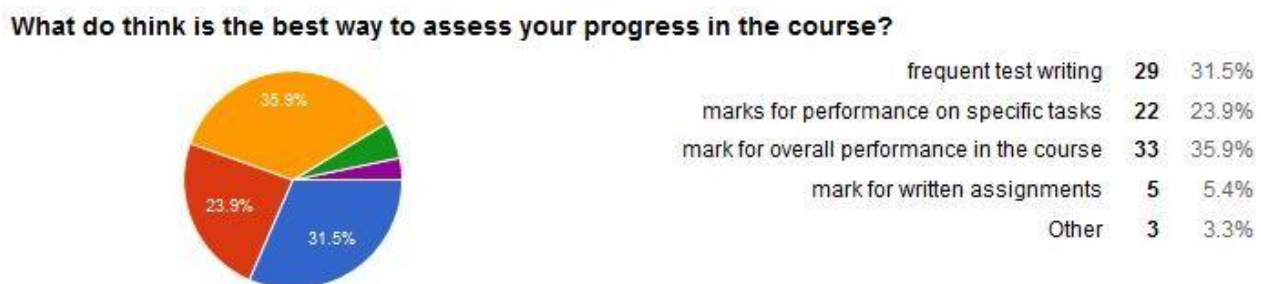 What do think is the best way to assess your progress in the course?
35.9%
23.9%
31.5%
frequent test writing 29 31.5%
marks for performance on specific tasks 22 23.9%
mark for overall performance in the course 33 35.9%
mark for written assignments 5 5.4%
Other 3 3.3%